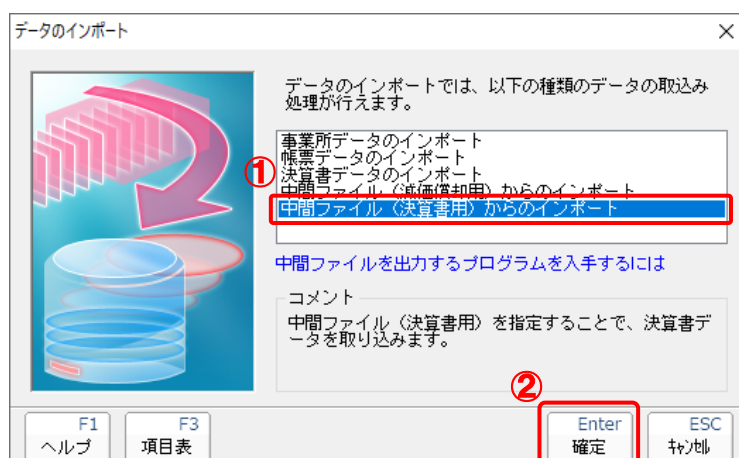 データのインポート
データのインポートでは、以下の種類のデータの取込み
処理が行えます。
①
事業所データのインポート
帳票データのインポート
決算書データのインポート
中間ファイル（減価償却用）からのインポート
中間ファイル（決算書用）からのインポート
中間ファイルを出力するプログラムを入手するには
コメント
中間ファイル（決算書用）を指定することで、決算書デ
ータを取り込みます。
②
F1
ヘルプ
F3
項目表
Enter
確定
ESC
ｷｬﾝｾﾙ